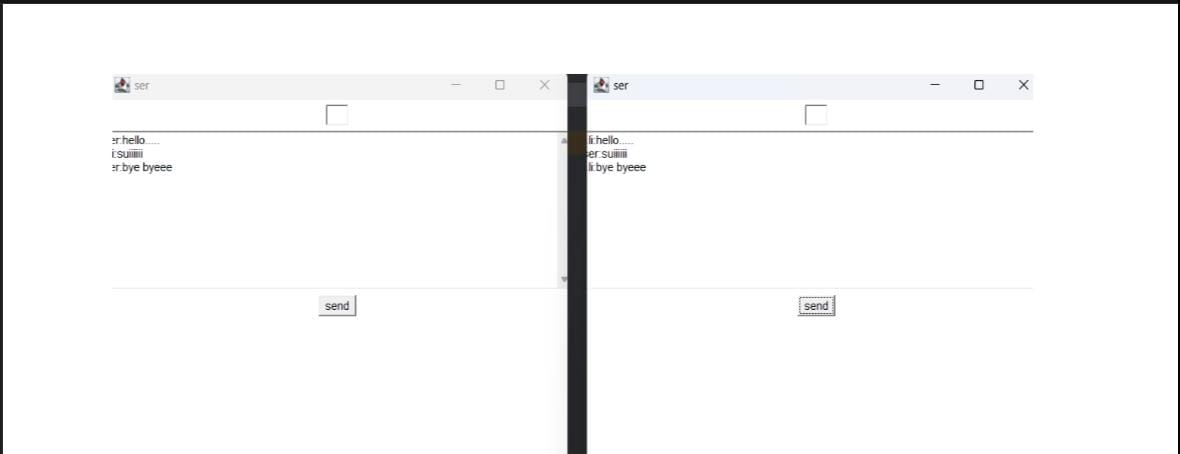 ser
er:hello.....
i:suiiiiii
er:bye byeee
send
ser
li:hello.....
ser:suiiiiii
li:bye byeee
send